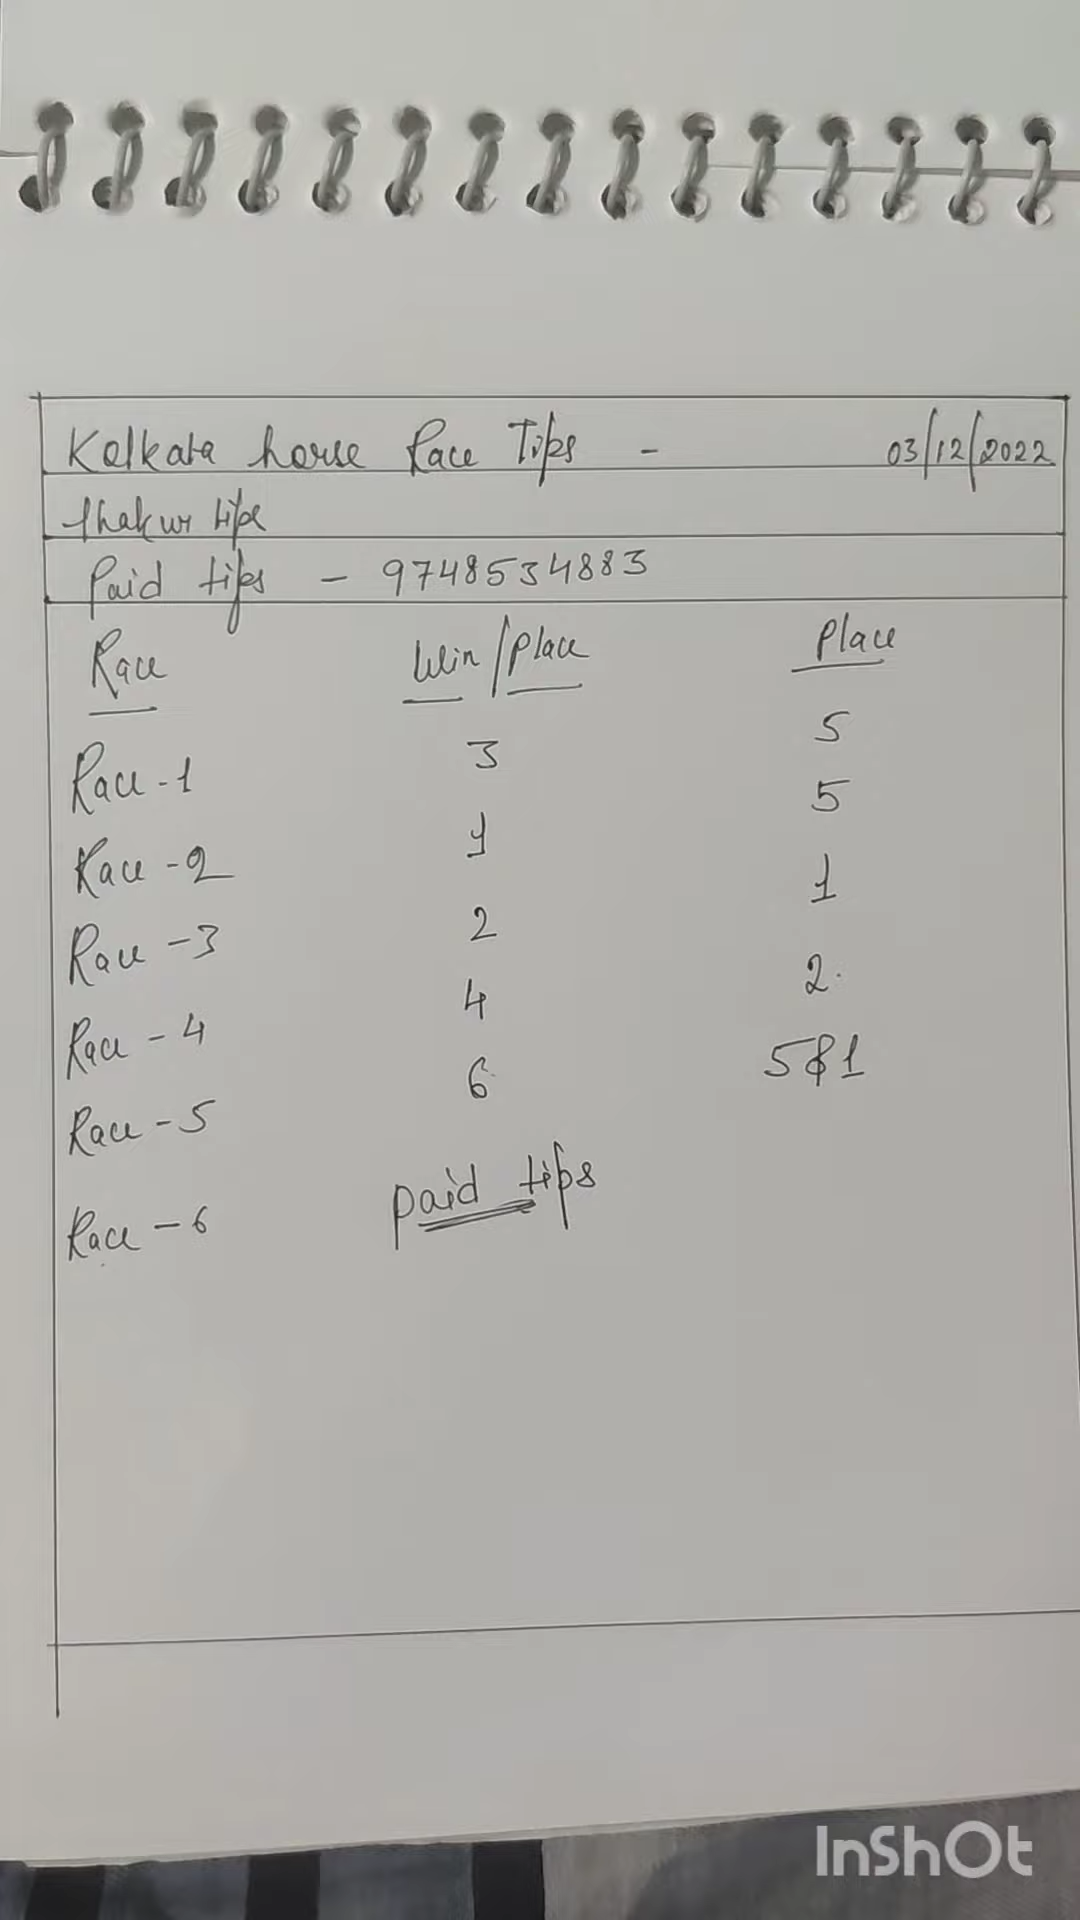 Kolkata horse Race Tips - 03/12/2022
thakur tips
Paid tips - 9748534883
Race Win/Place Place
Race-1 3 5
Race-2 1 5
Race-3 2 1
Race-4 4 2.
Race-5 6 5&1
Race-6 paid tips
InShOt